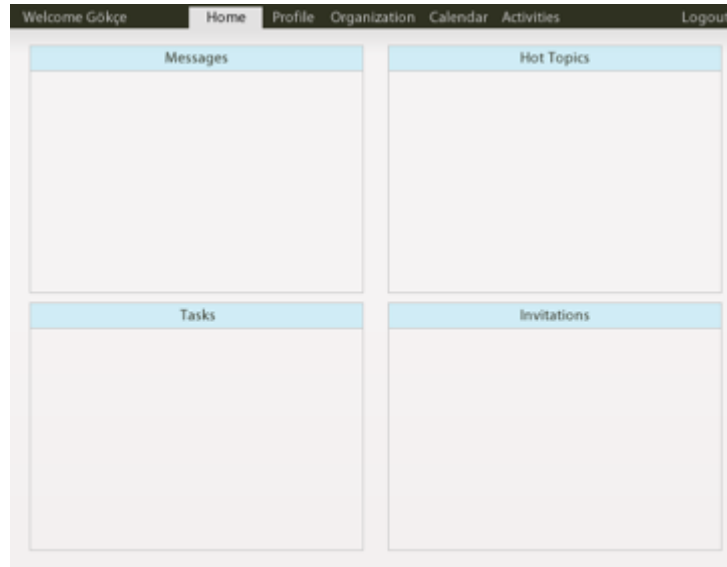 Welcome Gökçe Home Profile Organization Calendar Activities Logout
Messages
Hot Topics
Tasks
Invitations